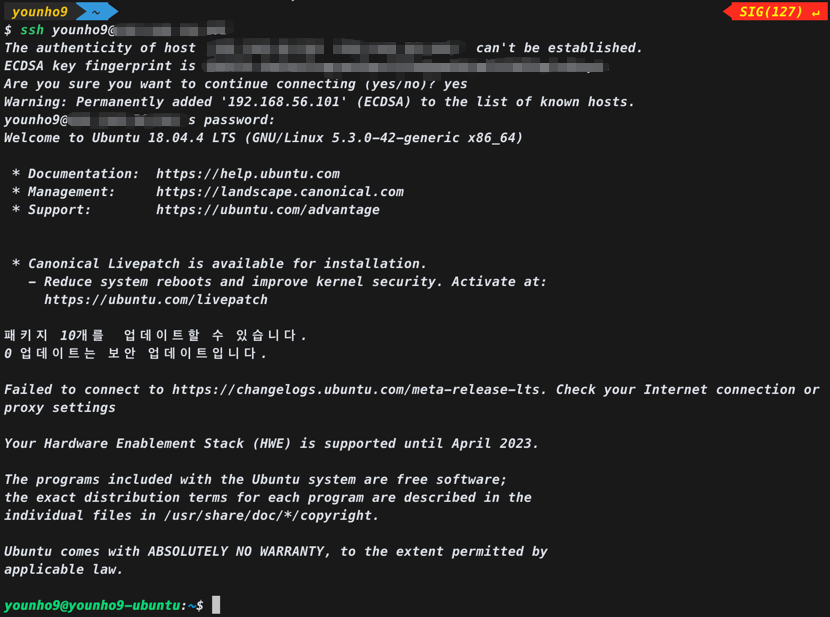 younho9 ~ SIG(127) ↵
$ ssh younho9@
The authenticity of host can't be established.
ECDSA key fingerprint is
Are you sure you want to continue connecting (yes/no)? yes
Warning: Permanently added '192.168.56.101' (ECDSA) to the list of known hosts.
younho9@ s password:
Welcome to Ubuntu 18.04.4 LTS (GNU/Linux 5.3.0-42-generic x86_64)
* Documentation: https://help.ubuntu.com
* Management: https://landscape.canonical.com
* Support: https://ubuntu.com/advantage
* Canonical Livepatch is available for installation.
- Reduce system reboots and improve kernel security. Activate at:
https://ubuntu.com/livepatch
패키지 10개를 업데이트할 수 있습니다.
0 업데이트는 보안 업데이트입니다.
Failed to connect to https://changelogs.ubuntu.com/meta-release-lts. Check your Internet connection or
proxy settings
Your Hardware Enablement Stack (HWE) is supported until April 2023.
The programs included with the Ubuntu system are free software;
the exact distribution terms for each program are described in the
individual files in /usr/share/doc/*/copyright.
Ubuntu comes with ABSOLUTELY NO WARRANTY, to the extent permitted by
applicable law.
younho9@younho9-ubuntu:~$